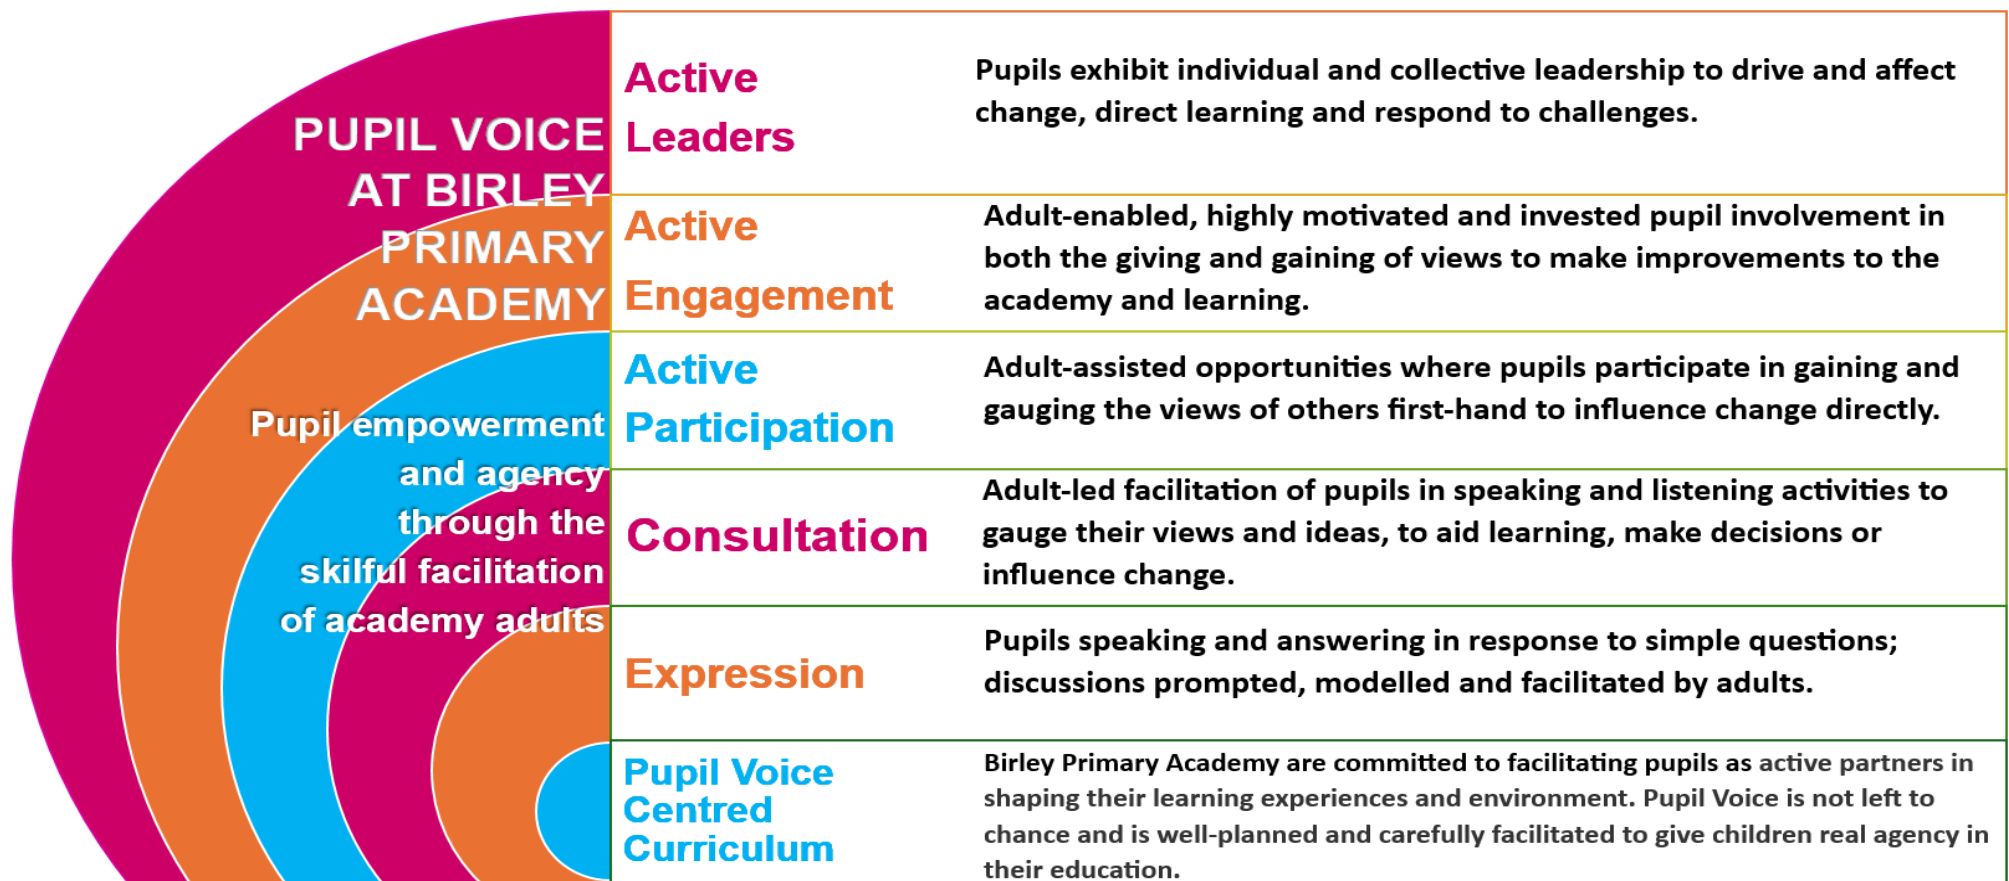 PUPIL VOICE
AT BIRLEY
PRIMARY
ACADEMY
Pupil empowerment
and agency
through the
skilful facilitation
of academy adults
Active
Leaders
Pupils exhibit individual and collective leadership to drive and affect
change, direct learning and respond to challenges.
Active
Engagement
Adult-enabled, highly motivated and invested pupil involvement in
both the giving and gaining of views to make improvements to the
academy and learning.
Active
Participation
Adult-assisted opportunities where pupils participate in gaining and
gauging the views of others first-hand to influence change directly.
Consultation
Adult-led facilitation of pupils in speaking and listening activities to
gauge their views and ideas, to aid learning, make decisions or
influence change.
Expression
Pupils speaking and answering in response to simple questions;
discussions prompted, modelled and facilitated by adults.
Pupil Voice
Centred
Curriculum
Birley Primary Academy are committed to facilitating pupils as active partners in
shaping their learning experiences and environment. Pupil Voice is not left to
chance and is well-planned and carefully facilitated to give children real agency in
their education.